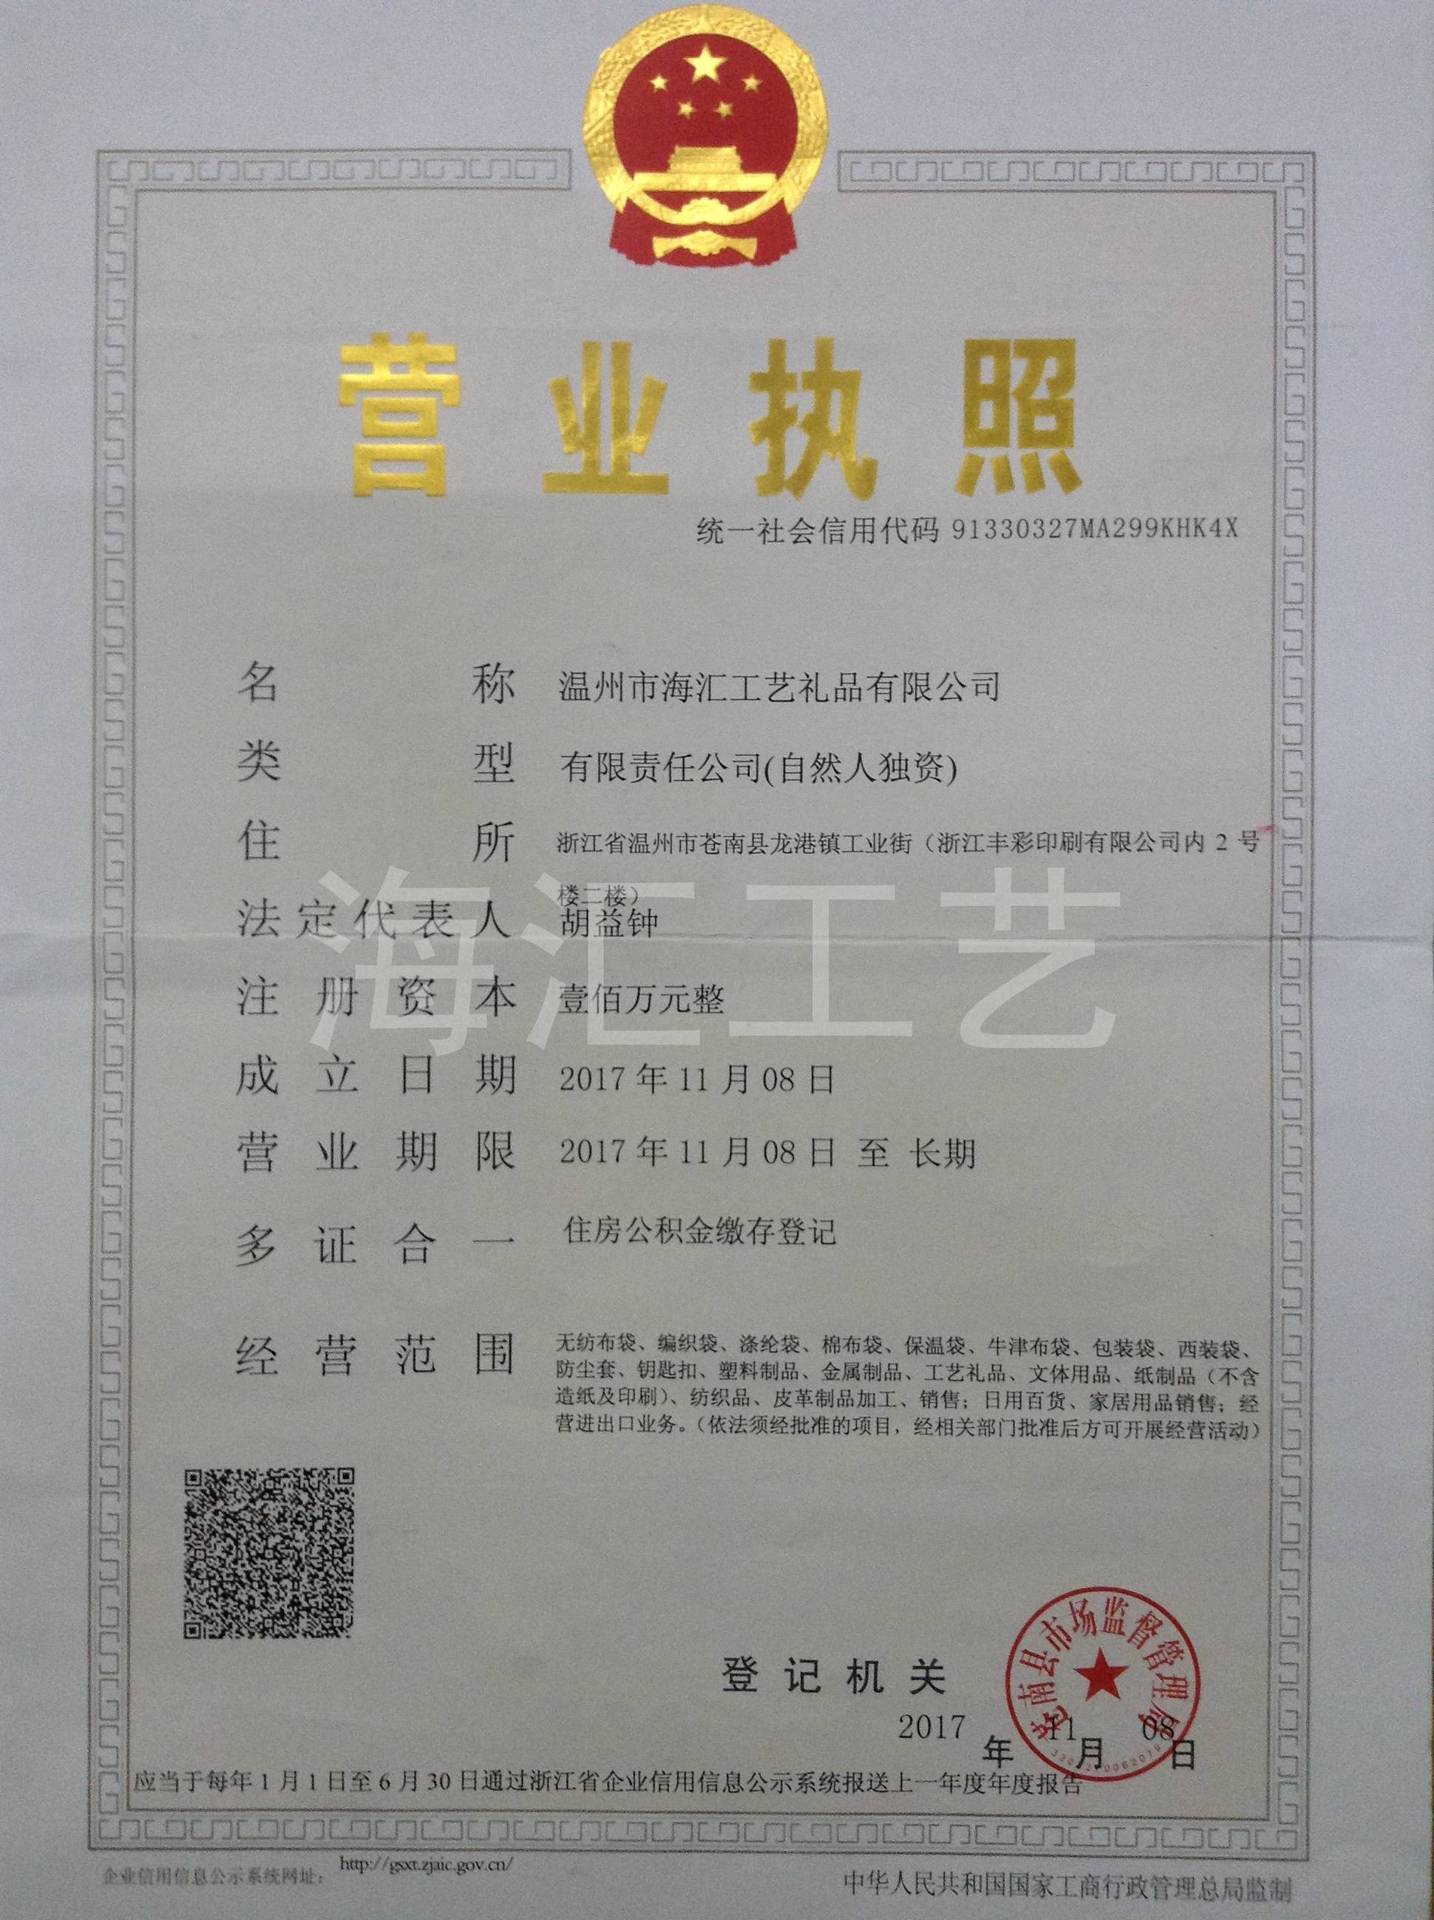 营业执照
统一社会信用代码 91330327MA299KHK4X
名称 温州市海汇工艺礼品有限公司
类型 有限责任公司(自然人独资)
住所 浙江省温州市苍南县龙港镇工业街（浙江丰彩印刷有限公司内 2 号
楼二楼）
法定代表人 胡益钟
海汇工艺
注册资本 壹佰万元整
成立日期 2017 年 11 月 08 日
营业期限 2017 年 11 月 08 日 至 长期
多证合一 住房公积金缴存登记
经营范围 无纺布袋、编织袋、涤纶袋、棉布袋、保温袋、牛津布袋、包装袋、西装袋、
防尘套、钥匙扣、塑料制品、金属制品、工艺礼品、文体用品、纸制品（不含
造纸及印刷）、纺织品、皮革制品加工、销售；日用百货、家居用品销售；经
营进出口业务。（依法须经批准的项目，经相关部门批准后方可开展经营活动）
登记机关
苍南县市场监督管理局
2017 年 11 月 08 日
应当于每年 1 月 1 日至 6 月 30 日通过浙江省企业信用信息公示系统报送上一年度年度报告
企业信用信息公示系统网址： http://gsxt.zjaic.gov.cn/
中华人民共和国国家工商行政管理总局监制